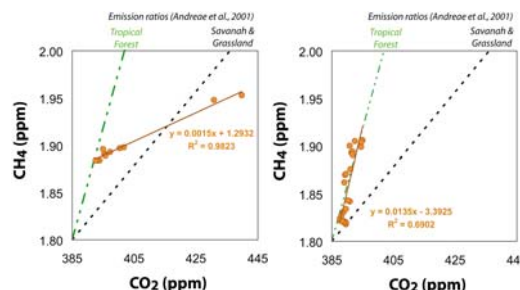 Emission ratios (Andreae et al., 2001)
Tropical
Forest
Savanah &
Grassland
2.00
1.95
1.90
1.85
1.80
CH4 (ppm)
y = 0.0015x + 1.2932
R² = 0.9823
385
405
425
445
CO2 (ppm)
Emission ratios (Andreae et al., 2001)
Tropical
Forest
Savanah &
Grassland
2.00
1.95
1.90
1.85
1.80
CH4 (ppm)
y = 0.0135x - 3.3925
R² = 0.6902
385
405
425
44
CO2 (ppm)